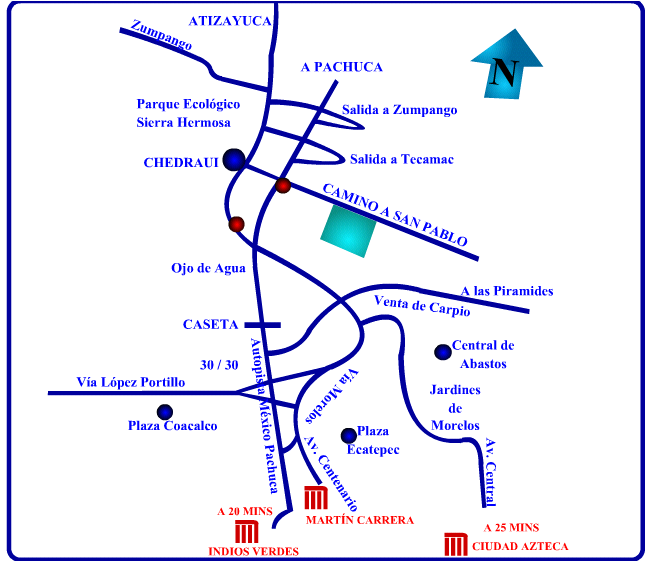 ATIZAYUCA
Zumpango
A PACHUCA
N
Parque Ecológico
Sierra Hermosa
Salida a Zumpango
CHEDRAUI
Salida a Tecamac
CAMINO A SAN PABLO
Ojo de Agua
A las Piramides
Venta de Carpio
CASETA
Central de
Abastos
30 / 30
Autopista México Pachuca
Vía López Portillo
Vía Morelos
Jardines
de
Morelos
Plaza Coacalco
Plaza
Ecatepec
Av. Centenario
Av. Central
A 20 MINS
INDIOS VERDES
MARTÍN CARRERA
A 25 MINS
CIUDAD AZTECA